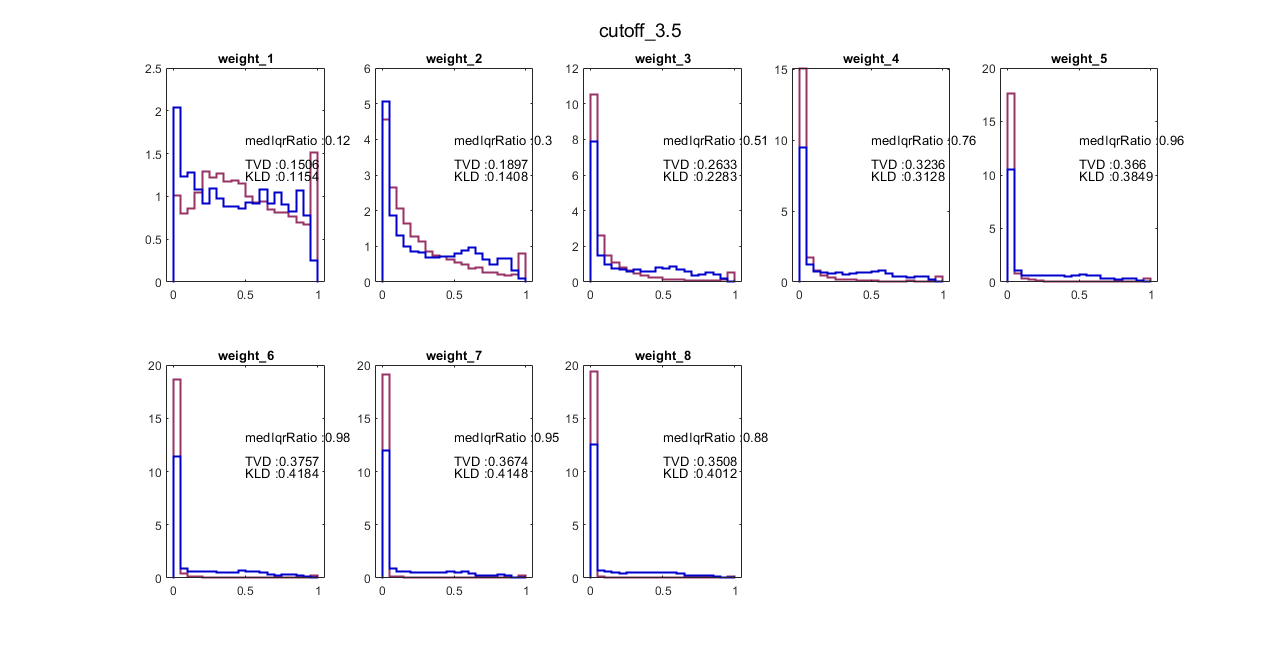 cutoff_3.5
weight_1
2.5
2
1.5
1
0.5
0
0
0.5
1
medIqrRatio :0.12
TVD :0.1506
KLD :0.1154
weight_2
6
5
4
3
2
1
0
0
0.5
1
medIqrRatio :0.3
TVD :0.1897
KLD :0.1408
weight_3
12
10
8
6
4
2
0
0
0.5
1
medIqrRatio :0.51
TVD :0.2633
KLD :0.2283
weight_4
15
10
5
0
0
0.5
1
medIqrRatio :0.76
TVD :0.3236
KLD :0.3128
weight_5
20
15
10
5
0
0
0.5
1
medIqrRatio :0.96
TVD :0.366
KLD :0.3849
weight_6
20
15
10
5
0
0
0.5
1
medIqrRatio :0.98
TVD :0.3757
KLD :0.4184
weight_7
20
15
10
5
0
0
0.5
1
medIqrRatio :0.95
TVD :0.3674
KLD :0.4148
weight_8
20
15
10
5
0
0
0.5
1
medIqrRatio :0.88
TVD :0.3508
KLD :0.4012